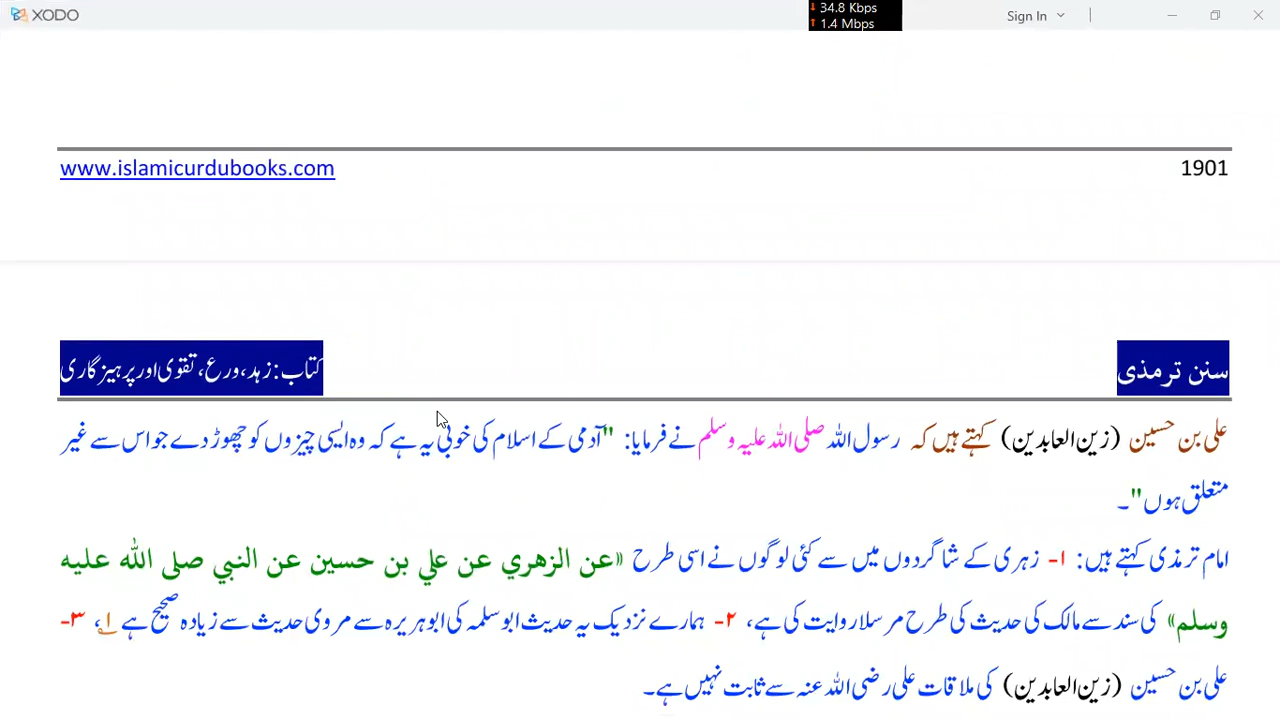 XODO
34.8 Kbps
1.4 Mbps
Sign In
www.islamicurdubooks.com 1901
سنن ترمذی کتاب: زہد، ورع، تقوی اور پرہیزگاری
علی بن حسین (زین العابدین) کہتے ہیں کہ رسول اللہ صلی اللہ علیہ وسلم نے فرمایا: "آدمی کے اسلام کی خوبی یہ ہے کہ وہ ایسی چیزوں کو چھوڑ دے جو اس سے غیر
متعلق ہوں"۔
امام ترمذی کہتے ہیں: ۱- زہری کے شاگردوں میں سے کئی لوگوں نے اسی طرح «عن الزهري عن علي بن حسين عن النبي صلى الله عليه
وسلم» کی سند سے مالک کی حدیث کی طرح مرسلا روایت کی ہے، ۲- ہمارے نزدیک یہ حدیث ابوسلمہ کی ابوہریرہ سے مروی حدیث سے زیادہ صحیح ہے ۱؎، ۳-
علی بن حسین (زین العابدین) کی ملاقات علی رضی اللہ عنہ سے ثابت نہیں ہے۔